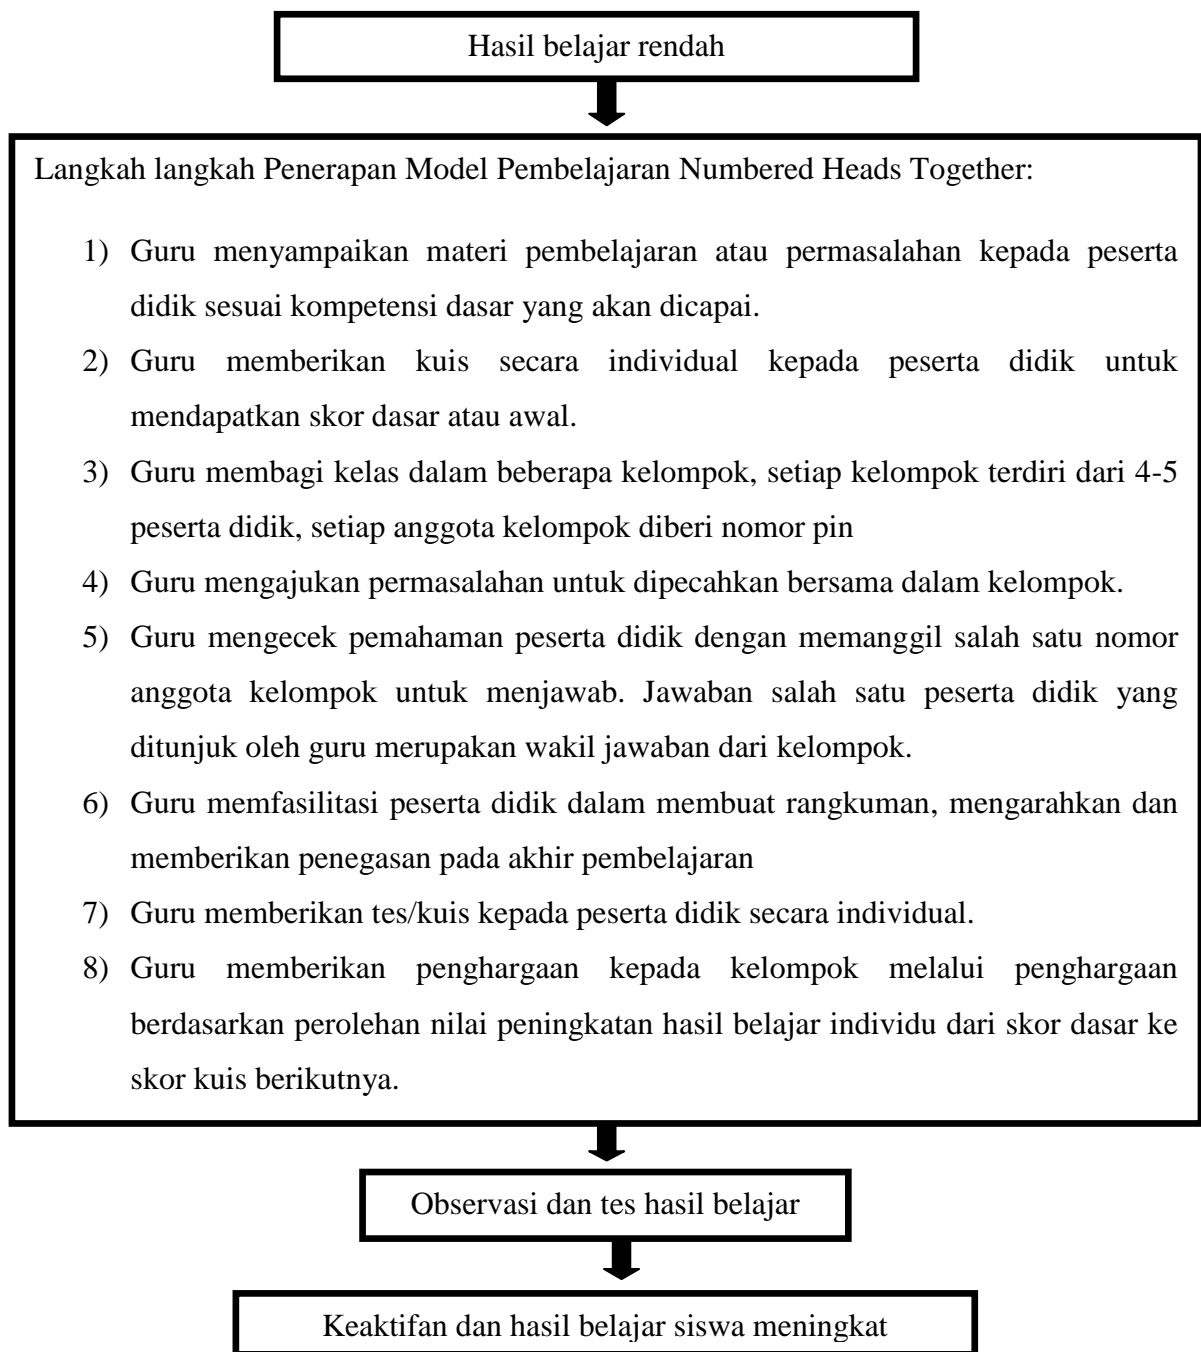 Hasil belajar rendah
Langkah langkah Penerapan Model Pembelajaran Numbered Heads Together:
1) Guru menyampaikan materi pembelajaran atau permasalahan kepada peserta
didik sesuai kompetensi dasar yang akan dicapai.
2) Guru memberikan kuis secara individual kepada peserta didik untuk
mendapatkan skor dasar atau awal.
3) Guru membagi kelas dalam beberapa kelompok, setiap kelompok terdiri dari 4-5
peserta didik, setiap anggota kelompok diberi nomor pin
4) Guru mengajukan permasalahan untuk dipecahkan bersama dalam kelompok.
5) Guru mengecek pemahaman peserta didik dengan memanggil salah satu nomor
anggota kelompok untuk menjawab. Jawaban salah satu peserta didik yang
ditunjuk oleh guru merupakan wakil jawaban dari kelompok.
6) Guru memfasilitasi peserta didik dalam membuat rangkuman, mengarahkan dan
memberikan penegasan pada akhir pembelajaran
7) Guru memberikan tes/kuis kepada peserta didik secara individual.
8) Guru memberikan penghargaan kepada kelompok melalui penghargaan
berdasarkan perolehan nilai peningkatan hasil belajar individu dari skor dasar ke
skor kuis berikutnya.
Observasi dan tes hasil belajar
Keaktifan dan hasil belajar siswa meningkat